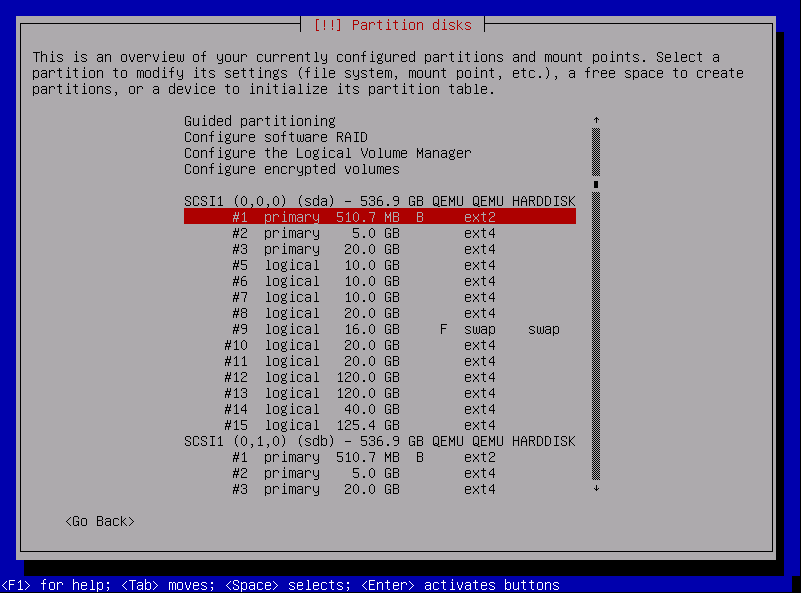 [!!] Partition disks
This is an overview of your currently configured partitions and mount points. Select a
partition to modify its settings (file system, mount point, etc.), a free space to create
partitions, or a device to initialize its partition table.
Guided partitioning
Configure software RAID
Configure the Logical Volume Manager
Configure encrypted volumes
SCSI1 (0,0,0) (sda) - 536.9 GB QEMU QEMU HARDDISK
#1 primary 510.7 MB B ext2
#2 primary 5.0 GB ext4
#3 primary 20.0 GB ext4
#5 logical 10.0 GB ext4
#6 logical 10.0 GB ext4
#7 logical 10.0 GB ext4
#8 logical 20.0 GB ext4
#9 logical 16.0 GB F swap swap
#10 logical 20.0 GB ext4
#11 logical 20.0 GB ext4
#12 logical 120.0 GB ext4
#13 logical 120.0 GB ext4
#14 logical 40.0 GB ext4
#15 logical 125.4 GB ext4
SCSI1 (0,1,0) (sdb) - 536.9 GB QEMU QEMU HARDDISK
#1 primary 510.7 MB B ext2
#2 primary 5.0 GB ext4
#3 primary 20.0 GB ext4
<Go Back>
<F1> for help; <Tab> moves; <Space> selects; <Enter> activates buttons